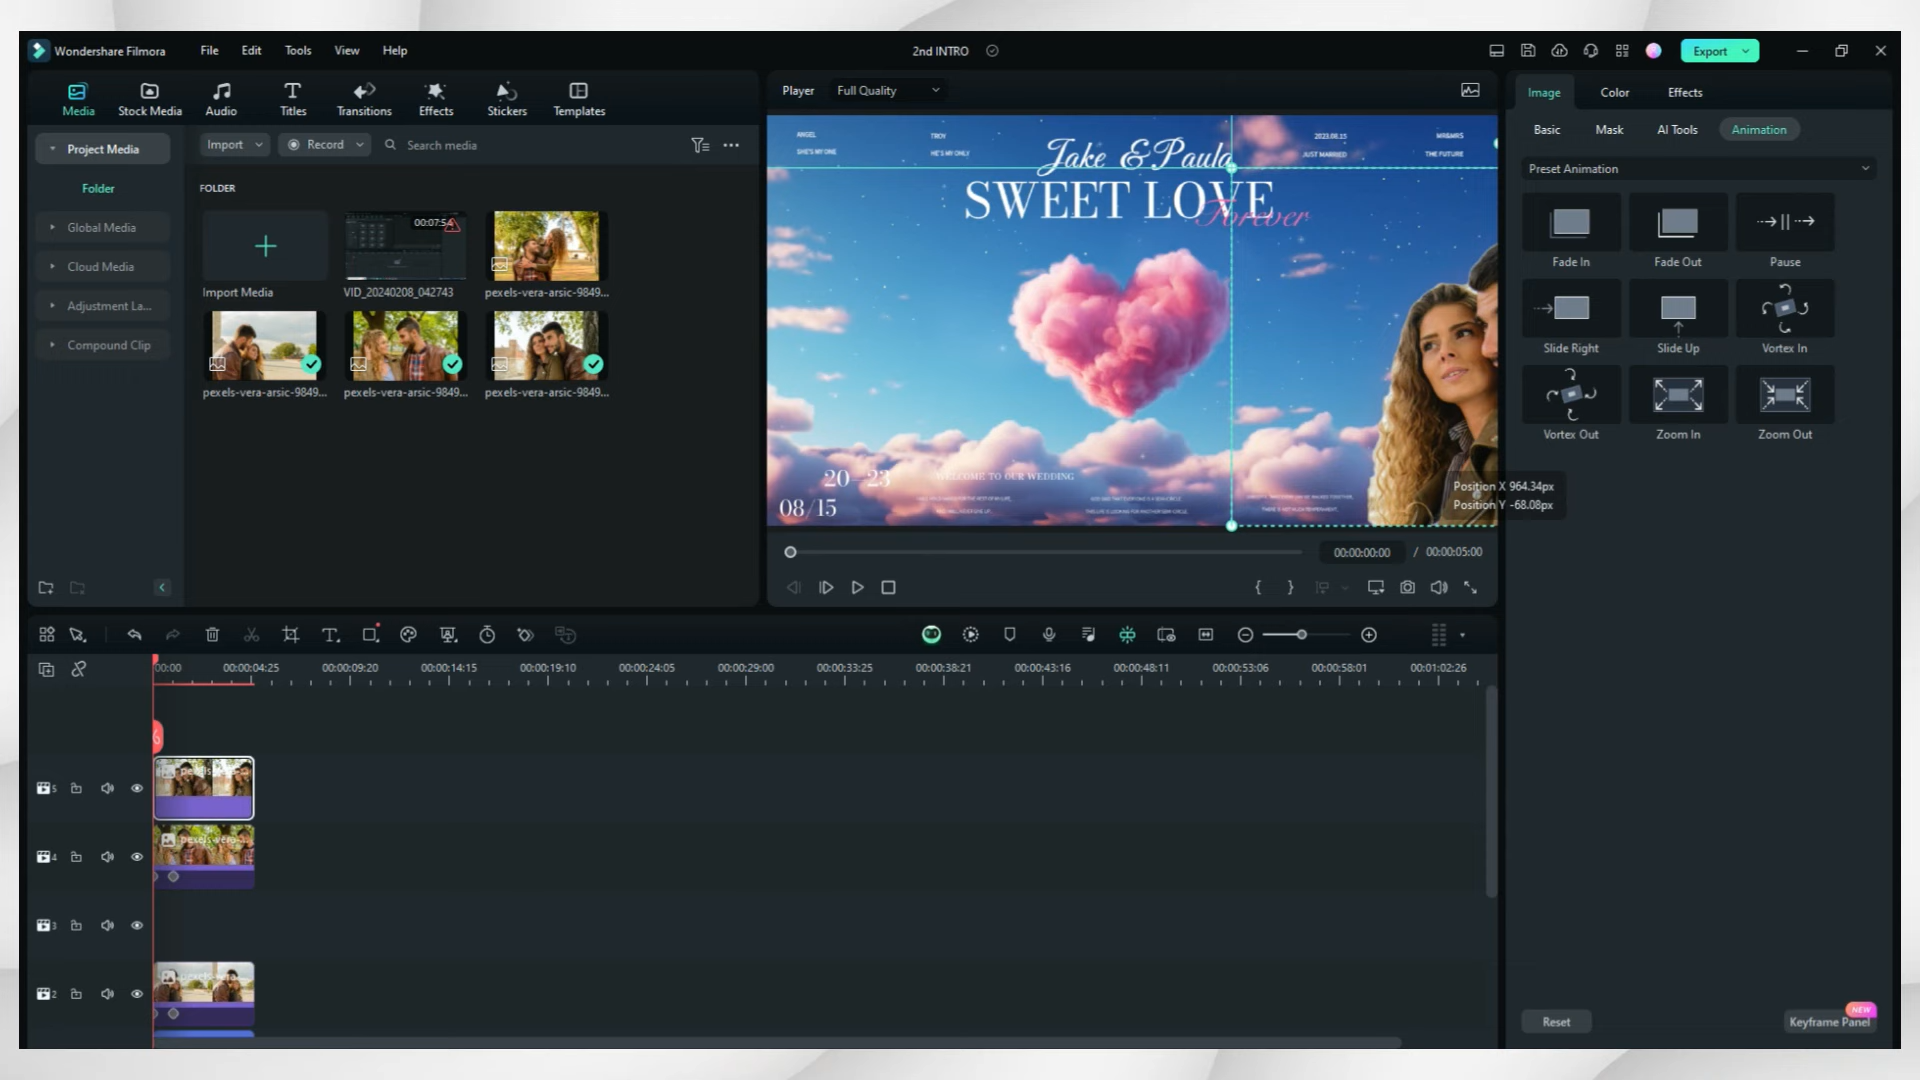 Wondershare Filmora
File
Edit
Tools
View
Help
2nd INTRO
Export
Media
Stock Media
Audio
Titles
Transitions
Effects
Stickers
Templates
Player
Full Quality
Image
Color
Effects
Project Media
Import
Record
Search media
Basic
Mask
AI Tools
Animation
Folder
FOLDER
Preset Animation
Global Media
Cloud Media
Adjustment La...
Compound Clip
00:07:54
Import Media
VID_20240208_042743
pexels-vera-arsic-9849...
pexels-vera-arsic-9849...
pexels-vera-arsic-9849...
pexels-vera-arsic-9849...
ANGEL
SHE'S MY ONE
TROY
HE'S MY ONLY
Jake & Paula
SWEET LOVE
Forever
2023.08.15
JUST MARRIED
MR&MRS
THE FUTURE
20—23
08/15
WELCOME TO OUR WEDDING
Fade In
Fade Out
Pause
Slide Right
Slide Up
Vortex In
Vortex Out
Zoom In
Zoom Out
Position X 964.34px
Position Y -68.08px
00:00:00:00
/ 00:00:05:00
00:00
00:00:04:25
00:00:09:20
00:00:14:15
00:00:19:10
00:00:24:05
00:00:29:00
00:00:33:25
00:00:38:21
00:00:43:16
00:00:48:11
00:00:53:06
00:00:58:01
00:01:02:26
5
4
3
2
Reset
NEW
Keyframe Panel